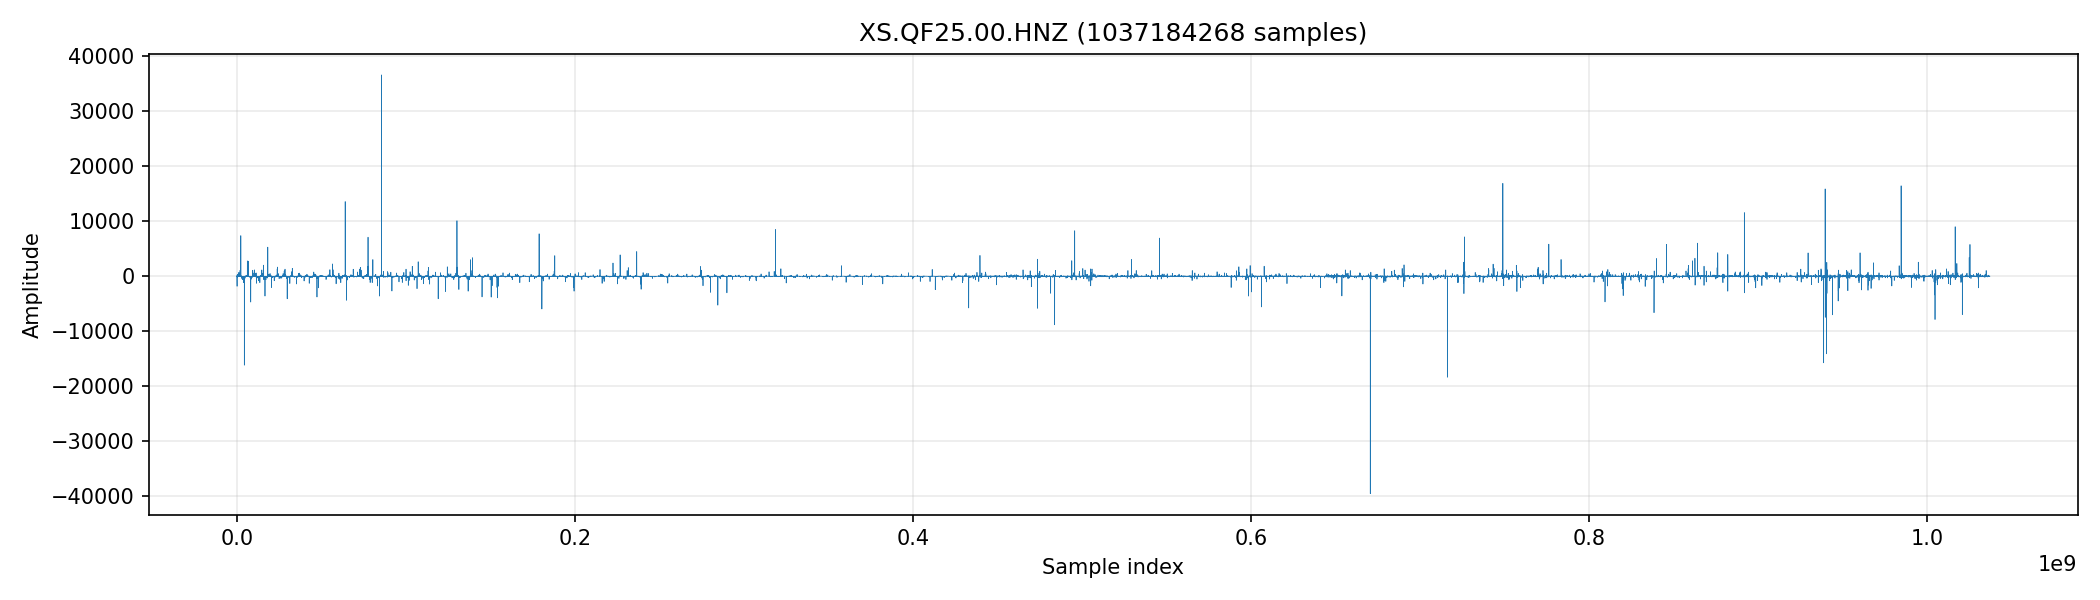 XS.QF25.00.HNZ (1037184268 samples)
40000
30000
20000
10000
0
−10000
−20000
−30000
−40000
Amplitude
0.0 0.2 0.4 0.6 0.8 1.0
1e9
Sample index